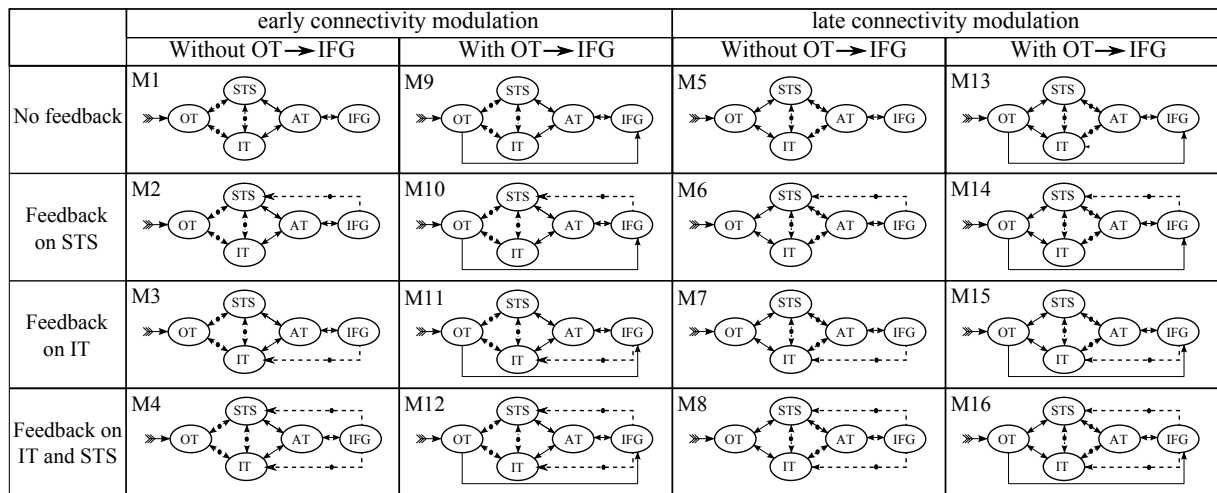 early connectivity modulation late connectivity modulation
Without OT → IFG With OT → IFG Without OT → IFG With OT → IFG
No feedback
M1 STS OT AT IFG IT
M9 STS OT AT IFG IT
M5 STS OT AT IFG IT
M13 STS OT AT IFG IT
Feedback
on STS
M2 STS OT AT IFG IT
M10 STS OT AT IFG IT
M6 STS OT AT IFG IT
M14 STS OT AT IFG IT
Feedback
on IT
M3 STS OT AT IFG IT
M11 STS OT AT IFG IT
M7 STS OT AT IFG IT
M15 STS OT AT IFG IT
Feedback on
IT and STS
M4 STS OT AT IFG IT
M12 STS OT AT IFG IT
M8 STS OT AT IFG IT
M16 STS OT AT IFG IT